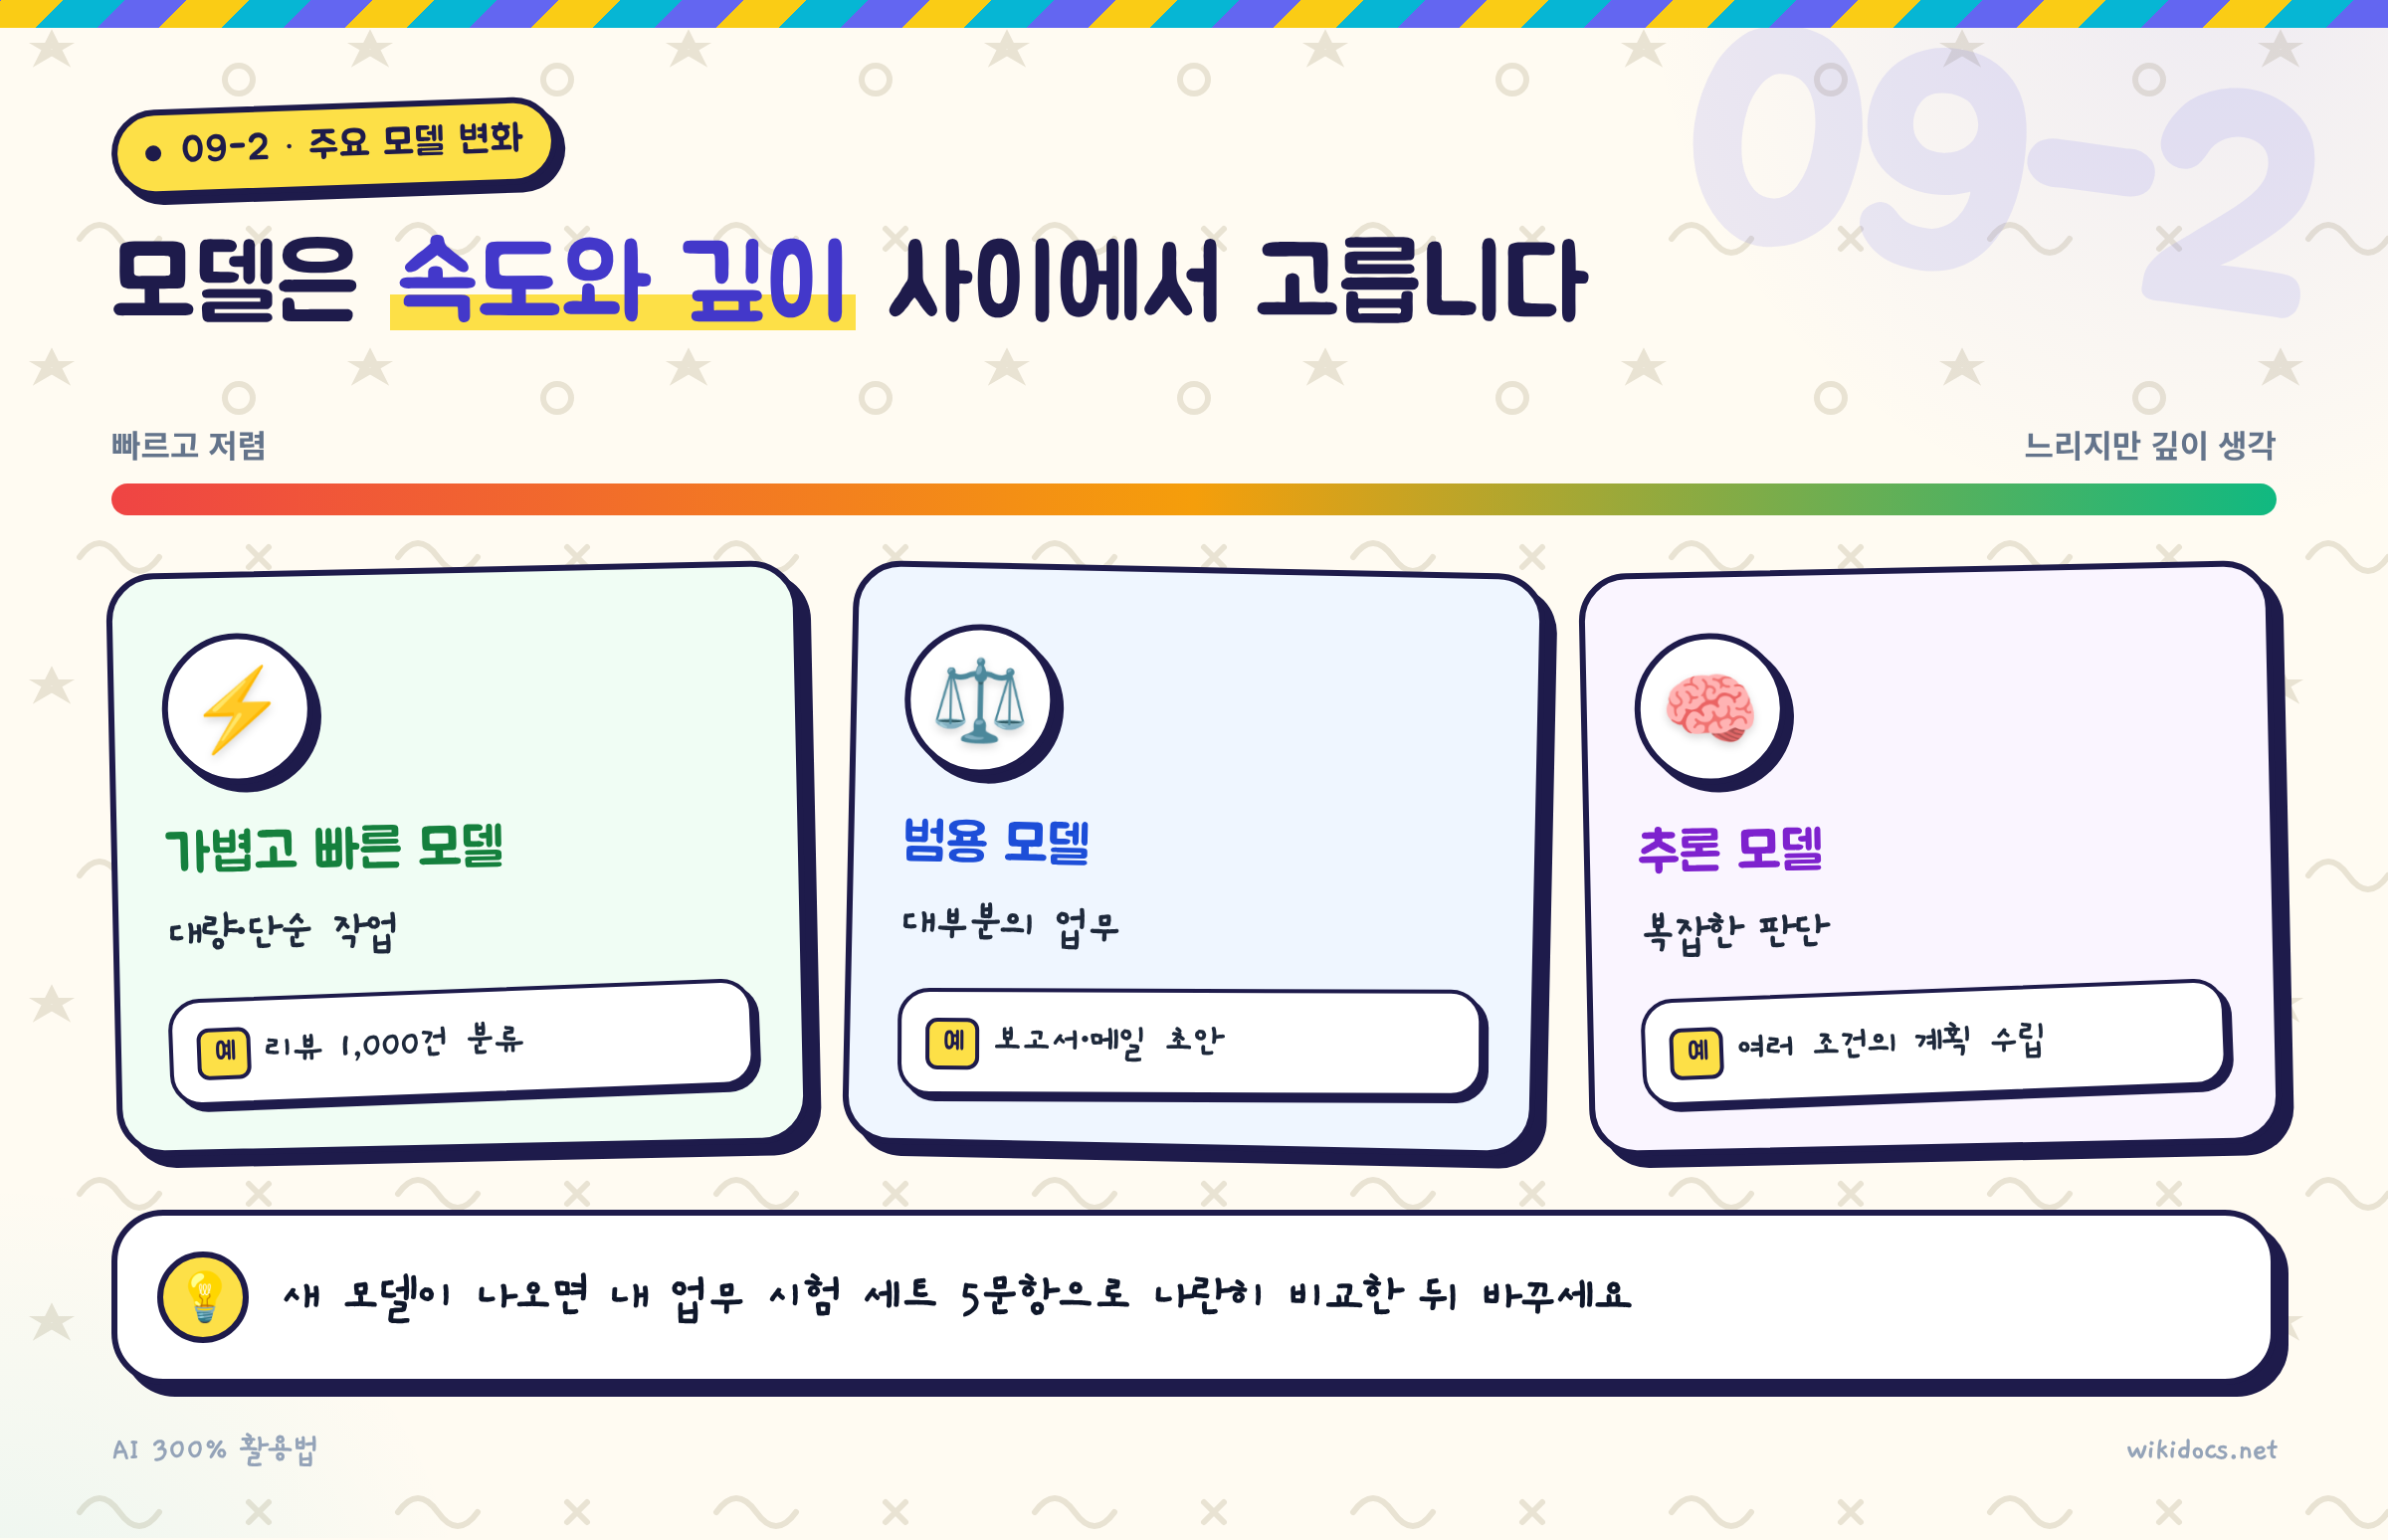 09-2
09-2 · 주요 모델 변화
모델은 속도와 깊이 사이에서 고릅니다
빠르고 저렴
느리지만 깊이 생각
가볍고 빠른 모델
대량·단순 작업
예 리뷰 1,000건 분류
범용 모델
대부분의 업무
예 보고서·메일 초안
추론 모델
복잡한 판단
예 여러 조건의 계획 수립
새 모델이 나오면 내 업무 시험 세트 5문항으로 나란히 비교한 뒤 바꾸세요
AI 300% 활용법
wikidocs.net